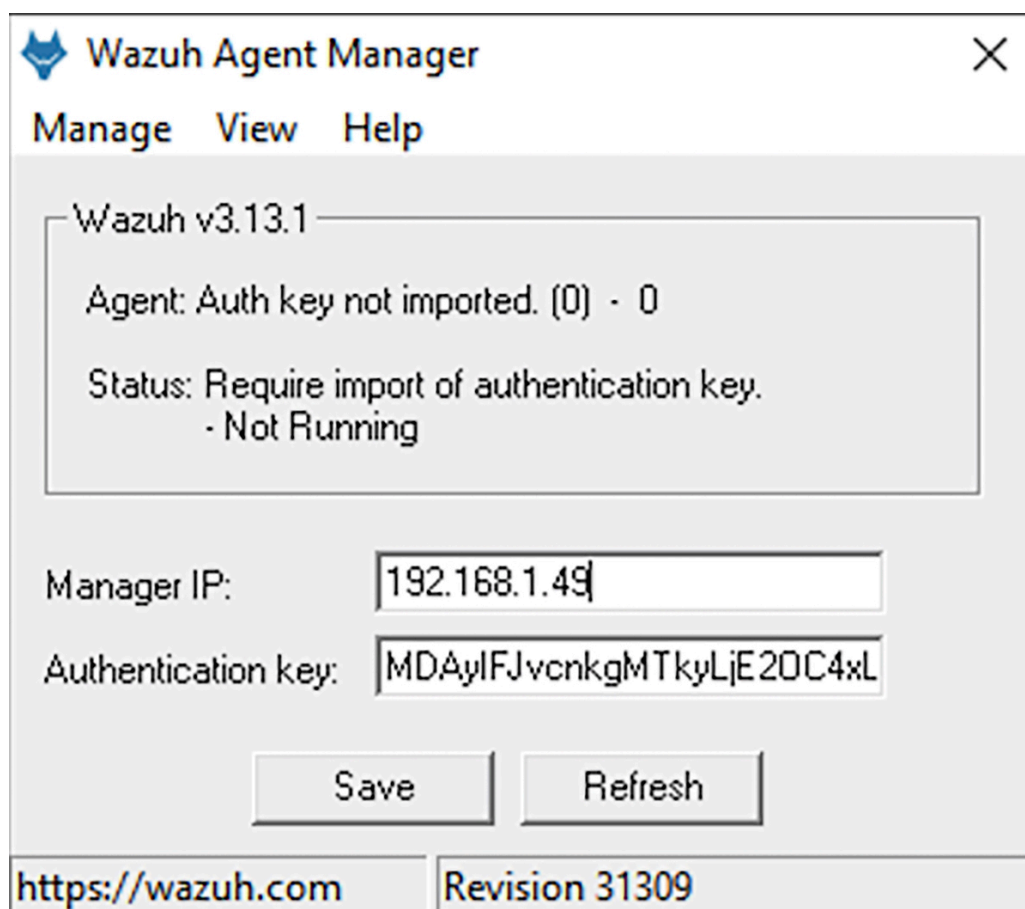 Wazuh Agent Manager
Manage View Help
Wazuh v3.13.1
Agent: Auth key not imported. (0) - 0
Status: Require import of authentication key.
- Not Running
Manager IP: 192.168.1.49
Authentication key: MDAyIFJvcnkgMTkyLjE2OC4xL
Save Refresh
https://wazuh.com Revision 31309